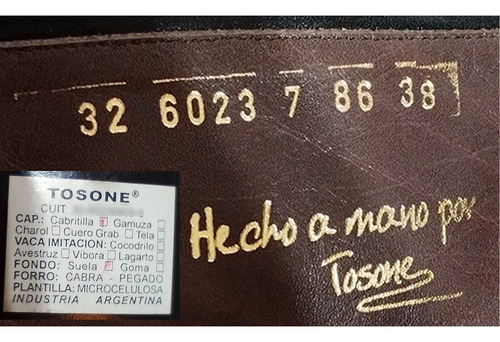 32 6023 7 86 38
Hecho a mano por
Tosone
TOSONE®
CUIT:
CAP.: Cabritilla Gamuza
Charol Cuero Grab. Tela
VACA IMITACION: Cocodrilo
Avestruz Vibora Lagarto
FONDO: Suela Goma
FORRO: CABRA - PEGADO
PLANTILLA: MICROCELULOSA
INDUSTRIA ARGENTINA